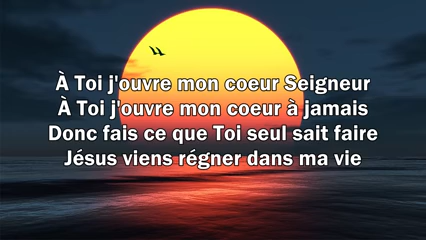 À Toi j'ouvre mon coeur Seigneur
À Toi j'ouvre mon coeur à jamais
Donc fais ce que Toi seul sait faire
Jésus viens régner dans ma vie